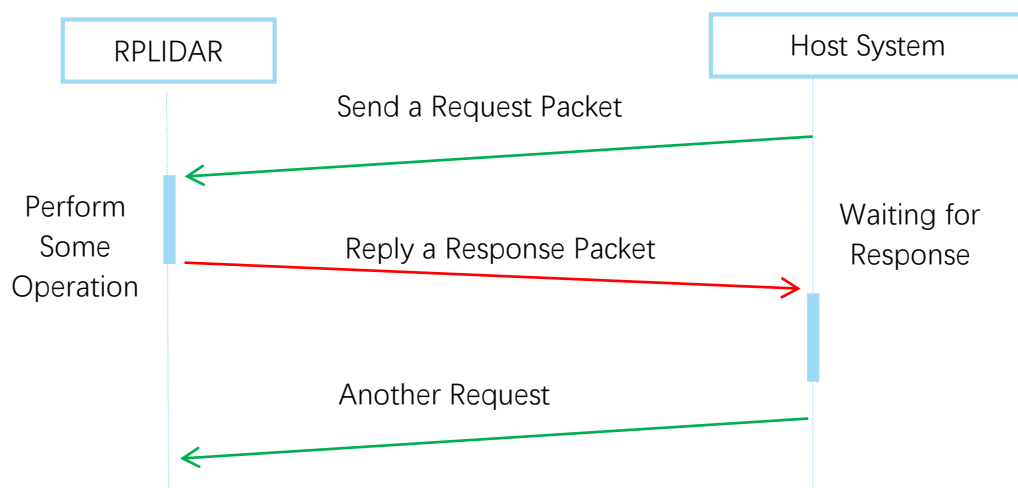 RPLIDAR
Host System
Send a Request Packet
Perform
Some
Operation
Waiting for
Response
Reply a Response Packet
Another Request